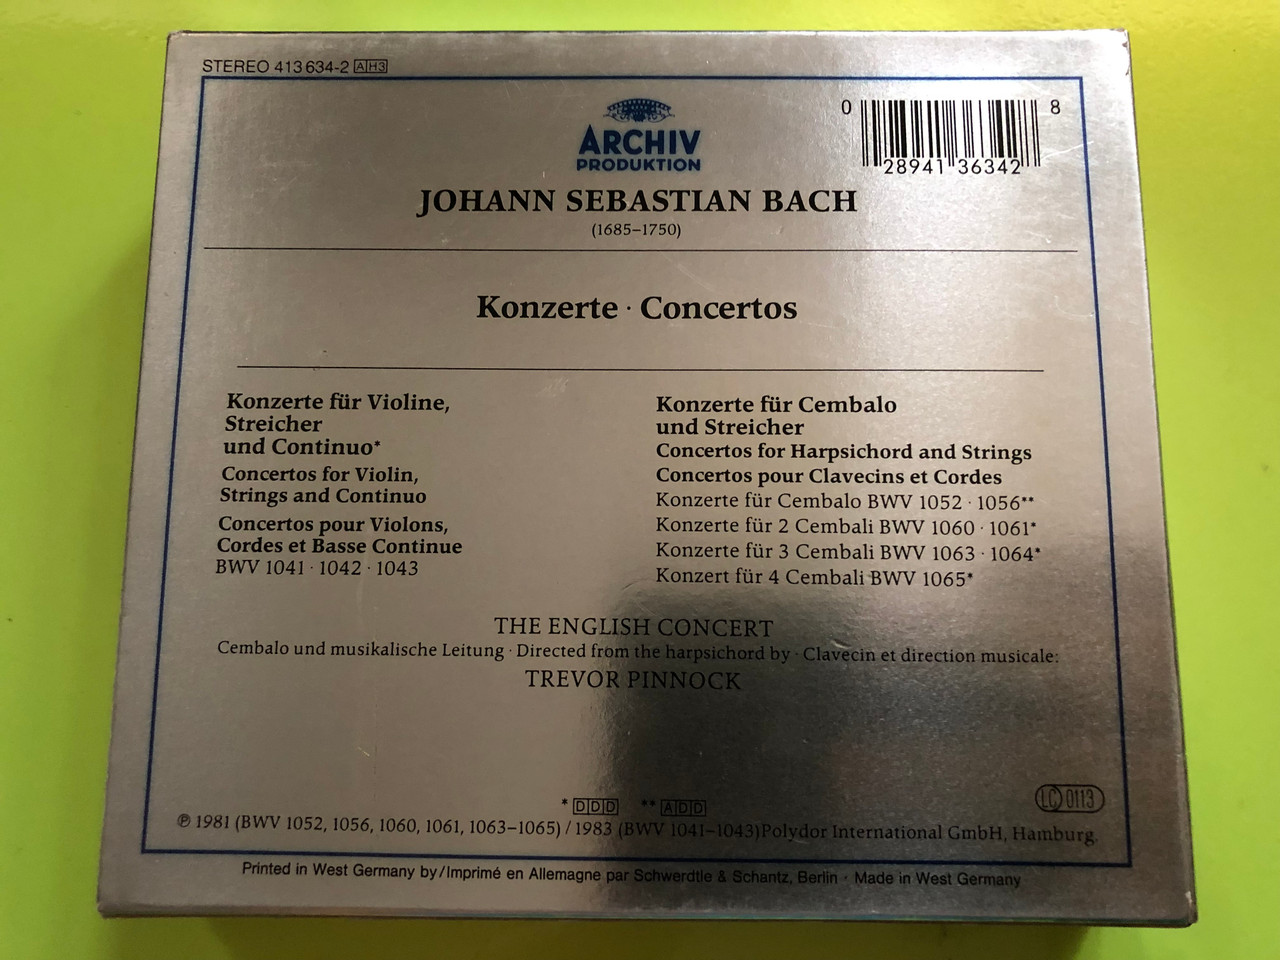 STEREO 413 634-2 AH3
0 28941 36342 8
ARCHIV
PRODUKTION
JOHANN SEBASTIAN BACH
(1685–1750)
Konzerte · Concertos
Konzerte für Violine,
Streicher
und Continuo*
Concertos for Violin,
Strings and Continuo
Concertos pour Violons,
Cordes et Basse Continue
BWV 1041 · 1042 · 1043
Konzerte für Cembalo
und Streicher
Concertos for Harpsichord and Strings
Concertos pour Clavecins et Cordes
Konzerte für Cembalo BWV 1052 · 1056**
Konzerte für 2 Cembali BWV 1060 · 1061*
Konzerte für 3 Cembali BWV 1063 · 1064*
Konzert für 4 Cembali BWV 1065*
THE ENGLISH CONCERT
Cembalo und musikalische Leitung · Directed from the harpsichord by · Clavecin et direction musicale:
TREVOR PINNOCK
* DDD ** ADD
LC 0113
℗ 1981 (BWV 1052, 1056, 1060, 1061, 1063–1065) / 1983 (BWV 1041–1043) Polydor International GmbH, Hamburg.
Printed in West Germany by/Imprimé en Allemagne par Schwerdtle & Schantz, Berlin · Made in West Germany